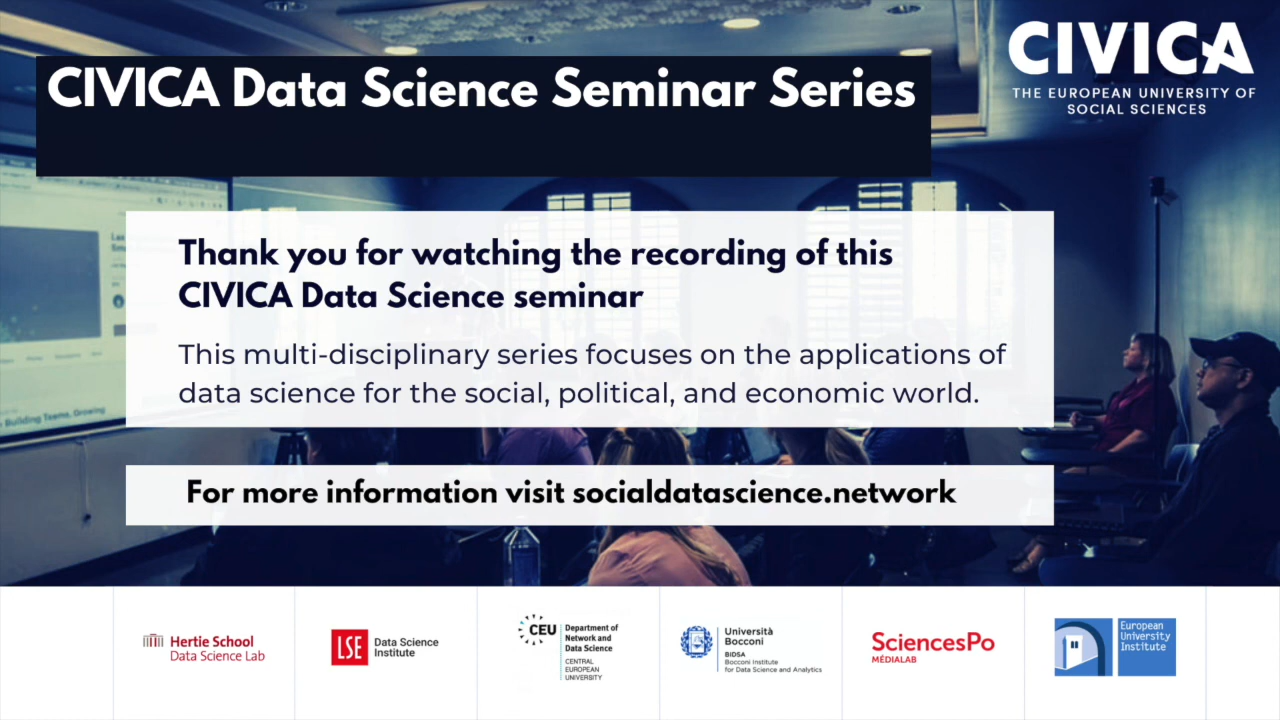 CIVICA Data Science Seminar Series
CIVICA
THE EUROPEAN UNIVERSITY OF
SOCIAL SCIENCES
Thank you for watching the recording of this
CIVICA Data Science seminar
This multi-disciplinary series focuses on the applications of
data science for the social, political, and economic world.
Building Teams, Growing
For more information visit socialdatascience.network
Hertie School
Data Science Lab
LSE
Data Science
Institute
CEU
Department of
Network and
Data Science
CENTRAL
EUROPEAN
UNIVERSITY
Università
Bocconi
BIDSA
Bocconi Institute
for Data Science and Analytics
SciencesPo
MÉDIALAB
European
University
Institute